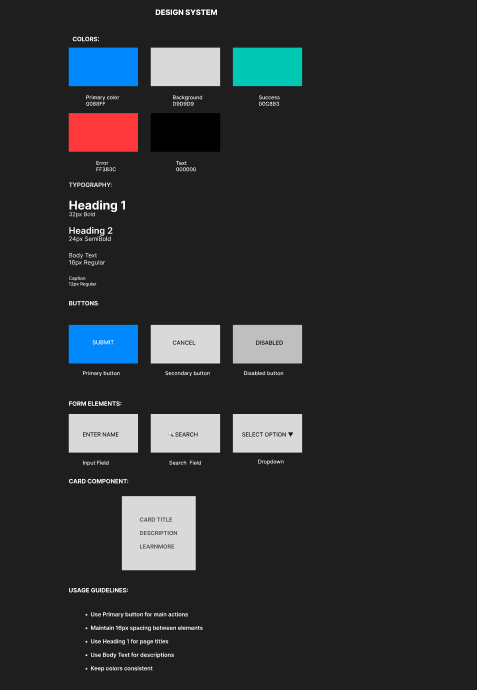 DESIGN SYSTEM
COLORS:
Primary color
0088FF
Background
D9D9D9
Success
00C8B3
Error
FF383C
Text
000000
TYPOGRAPHY:
Heading 1
32px Bold
Heading 2
24px SemiBold
Body Text
16px Regular
Caption
12px Regular
BUTTONS:
SUBMIT
CANCEL
DISABLED
Primary button
Secondary button
Disabled button
FORM ELEMENTS:
ENTER NAME
SEARCH
SELECT OPTION ▼
Input Field
Search Field
Dropdown
CARD COMPONENT:
CARD TITLE
DESCRIPTION
LEARNMORE
USAGE GUIDELINES:
• Use Primary button for main actions
• Maintain 16px spacing between elements
• Use Heading 1 for page titles
• Use Body Text for descriptions
• Keep colors consistent